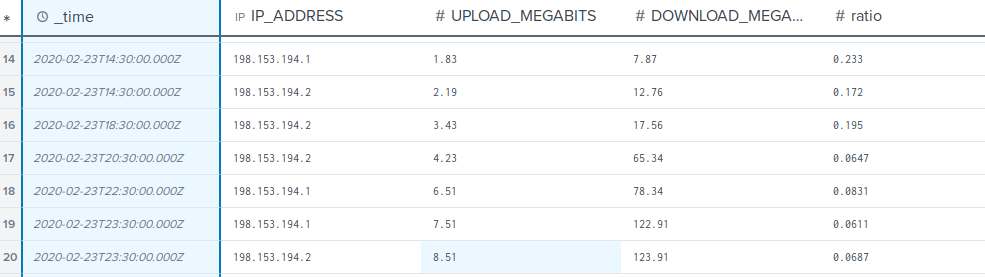 * _time IP IP_ADDRESS # UPLOAD_MEGABITS # DOWNLOAD_MEGA... # ratio
14 2020-02-23T14:30:00.000Z 198.153.194.1 1.83 7.87 0.233
15 2020-02-23T14:30:00.000Z 198.153.194.2 2.19 12.76 0.172
16 2020-02-23T18:30:00.000Z 198.153.194.2 3.43 17.56 0.195
17 2020-02-23T20:30:00.000Z 198.153.194.2 4.23 65.34 0.0647
18 2020-02-23T22:30:00.000Z 198.153.194.1 6.51 78.34 0.0831
19 2020-02-23T23:30:00.000Z 198.153.194.1 7.51 122.91 0.0611
20 2020-02-23T23:30:00.000Z 198.153.194.2 8.51 123.91 0.0687